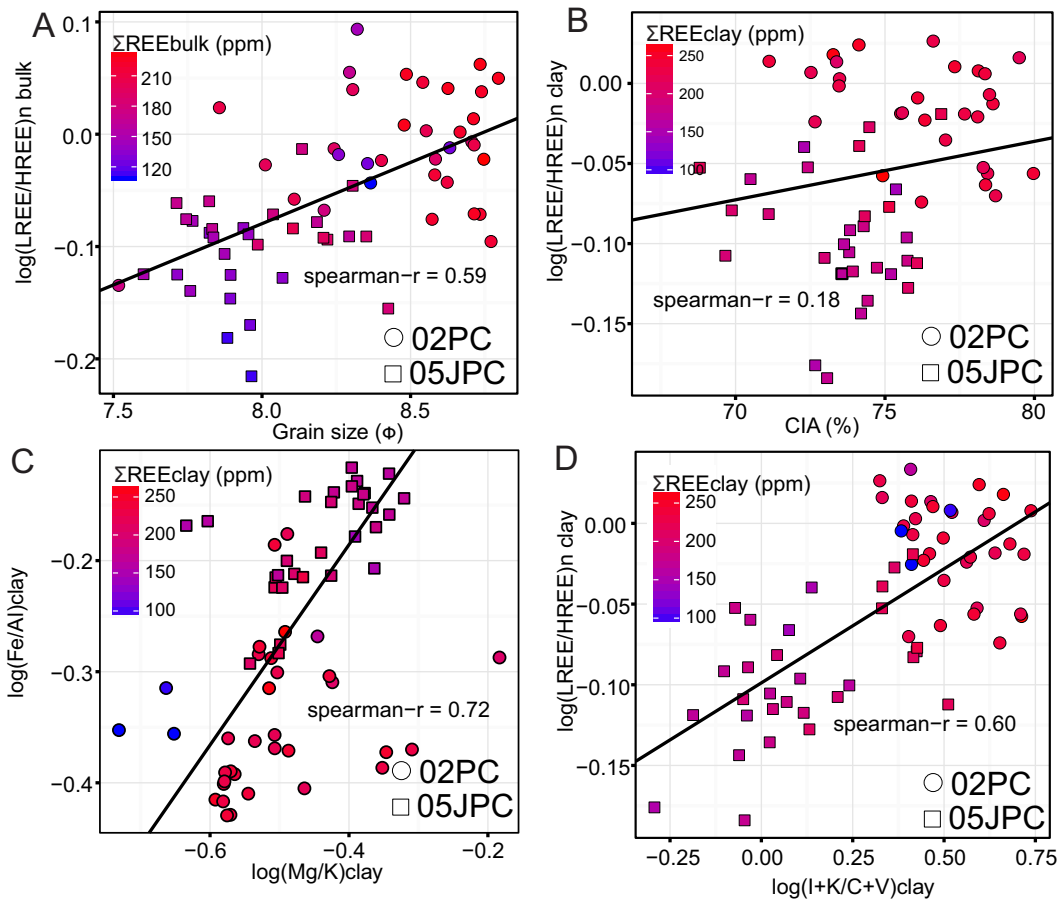 A
ΣREEbulk (ppm)
210
180
150
120
0.1
0.0
−0.1
−0.2
log(LREE/HREE)n bulk
spearman−r = 0.59
02PC
05JPC
7.5
8.0
8.5
Grain size (Φ)
B
ΣREEclay (ppm)
250
200
150
100
0.00
−0.05
−0.10
−0.15
log(LREE/HREE)n day
spearman−r = 0.18
02PC
05JPC
70
75
80
CIA (%)
C
ΣREEclay (ppm)
250
200
150
100
−0.2
−0.3
−0.4
log(Fe/Al)clay
spearman−r = 0.72
02PC
05JPC
−0.6
−0.4
−0.2
log(Mg/K)clay
D
ΣREEclay (ppm)
250
200
150
100
0.00
−0.05
−0.10
−0.15
log(LREE/HREE)n day
spearman−r = 0.60
02PC
05JPC
−0.25
0.00
0.25
0.50
0.75
log(I+K/C+V)clay